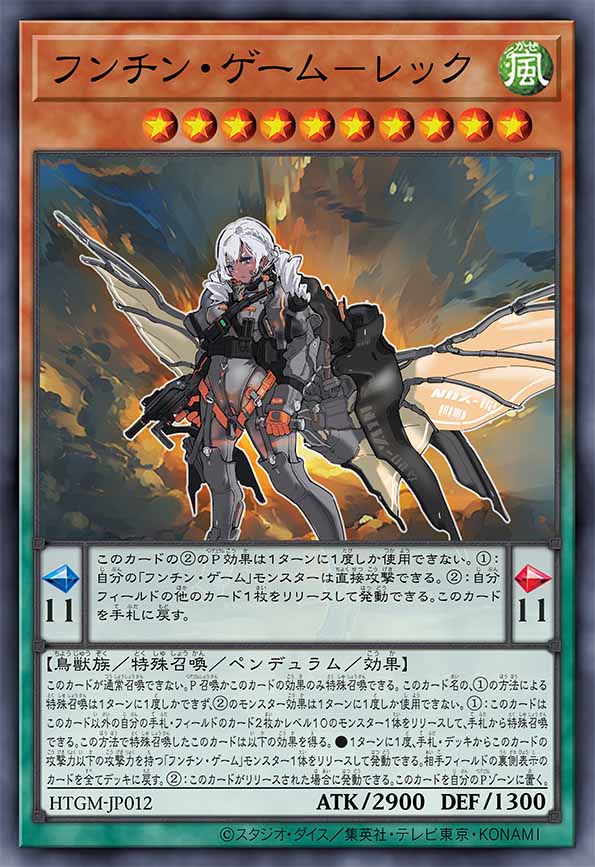 フンチン・ゲームーレック
風
このカードの②のP効果は1ターンに1度しか使用できない。①:
自分の「フンチン・ゲーム」モンスターは直接攻撃できる。②:自分
フィールドの他のカード1枚をリリースして発動できる。このカード
を手札に戻す。
11
11
【鳥獣族/特殊召喚/ペンデュラム/効果】
このカードが通常召喚できない。P召喚かこのカードの効果のみ特殊召喚できる。このカード名の、①の方法による
特殊召喚は1ターンに1度しかできず、②のモンスター効果は1ターンに1度しか使用できない。①:このカードは
このカード以外の自分の手札・フィールドのカード2枚かレベル10のモンスター1体をリリースして、手札から特殊召喚
できる。この方法で特殊召喚したこのカードは以下の効果を得る。●1ターンに1度、手札・デッキからこのカードの
攻撃力以下の攻撃力を持つ「フンチン・ゲーム」モンスター1体をリリースして発動できる。相手フィールドの裏側表示の
カードを全てデッキに戻す。②:このカードがリリースされた場合に発動できる。このカードを自分のPゾーンに置く。
HTGM-JP012
ATK/2900 DEF/1300
©スタジオ・ダイス/集英社・テレビ東京・KONAMI